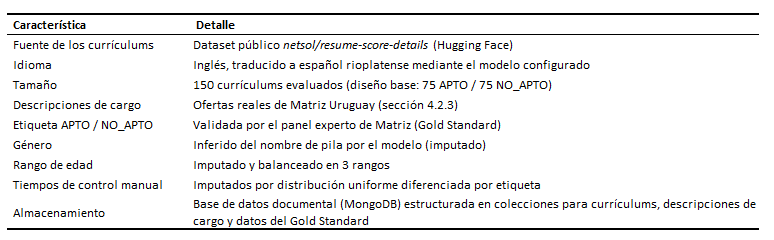 Característica Detalle
Fuente de los currículums Dataset público netsol/resume-score-details (Hugging Face)
Idioma Inglés, traducido a español rioplatense mediante el modelo configurado
Tamaño 150 currículums evaluados (diseño base: 75 APTO / 75 NO_APTO)
Descripciones de cargo Ofertas reales de Matriz Uruguay (sección 4.2.3)
Etiqueta APTO / NO_APTO Validada por el panel experto de Matriz (Gold Standard)
Género Inferido del nombre de pila por el modelo (imputado)
Rango de edad Imputado y balanceado en 3 rangos
Tiempos de control manual Imputados por distribución uniforme diferenciada por etiqueta
Almacenamiento Base de datos documental (MongoDB) estructurada en colecciones para currículums, descripciones de
cargo y datos del Gold Standard